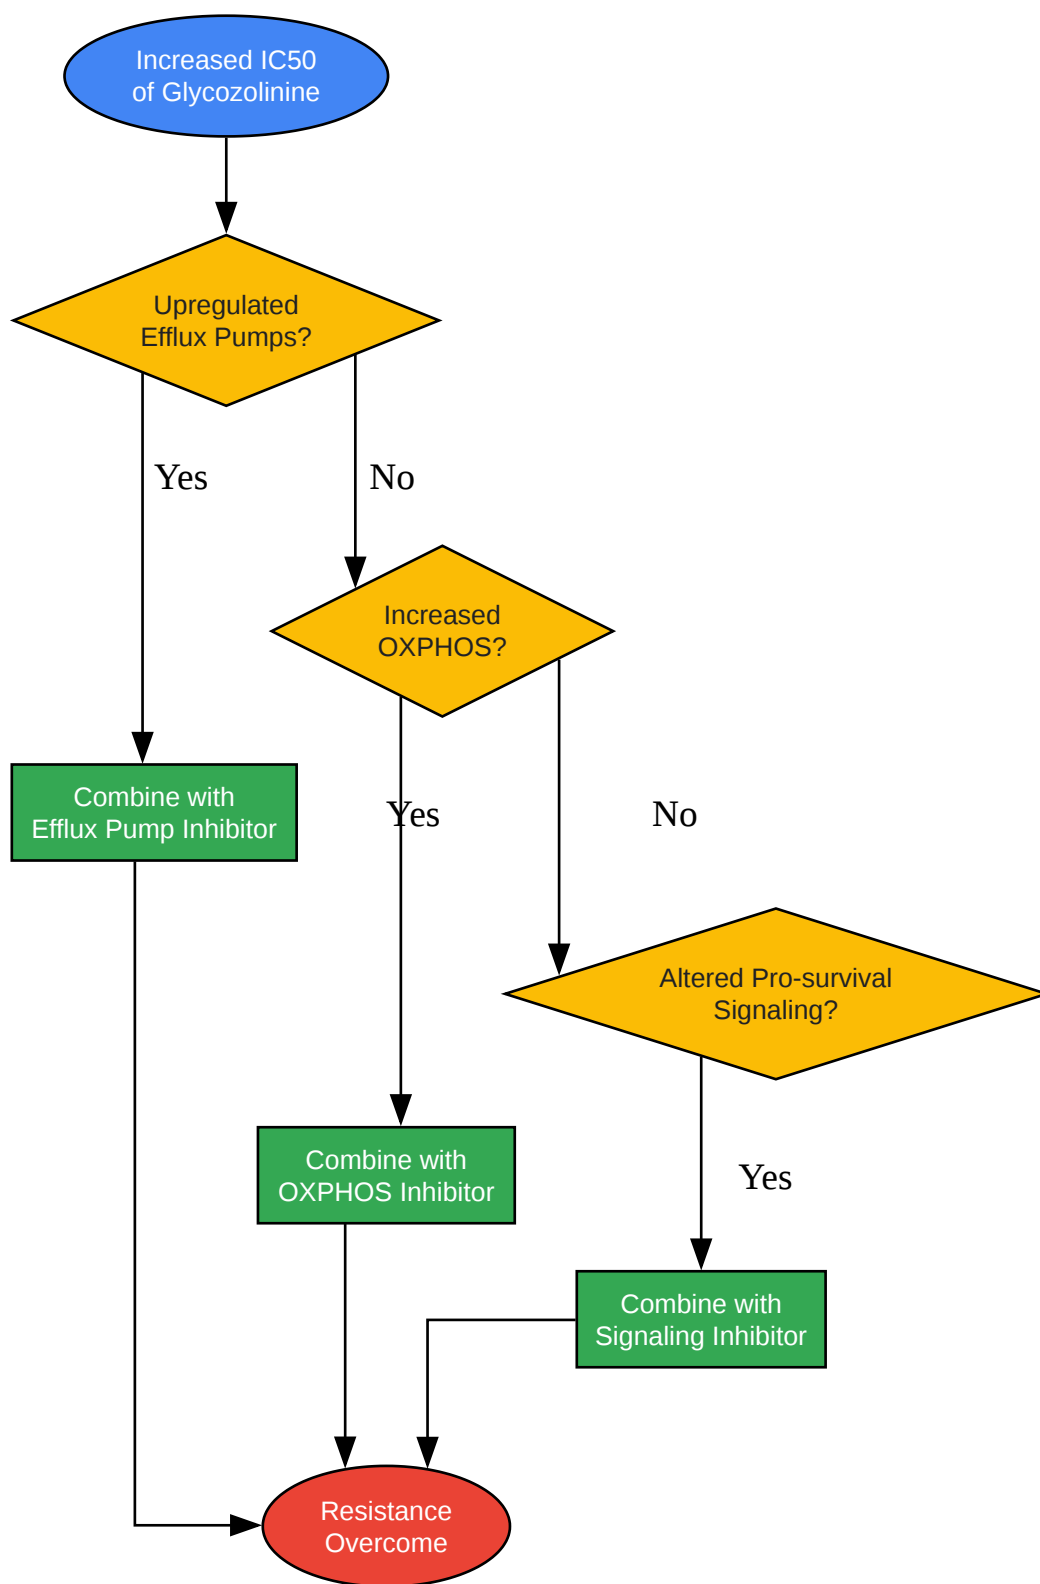 Increased IC50
of Glycozolinine
Upregulated
Efflux Pumps?
Yes
No
Increased
OXPHOS?
Combine with
Efflux Pump Inhibitor
Yes
No
Altered Pro-survival
Signaling?
Combine with
OXPHOS Inhibitor
Yes
Combine with
Signaling Inhibitor
Resistance
Overcome